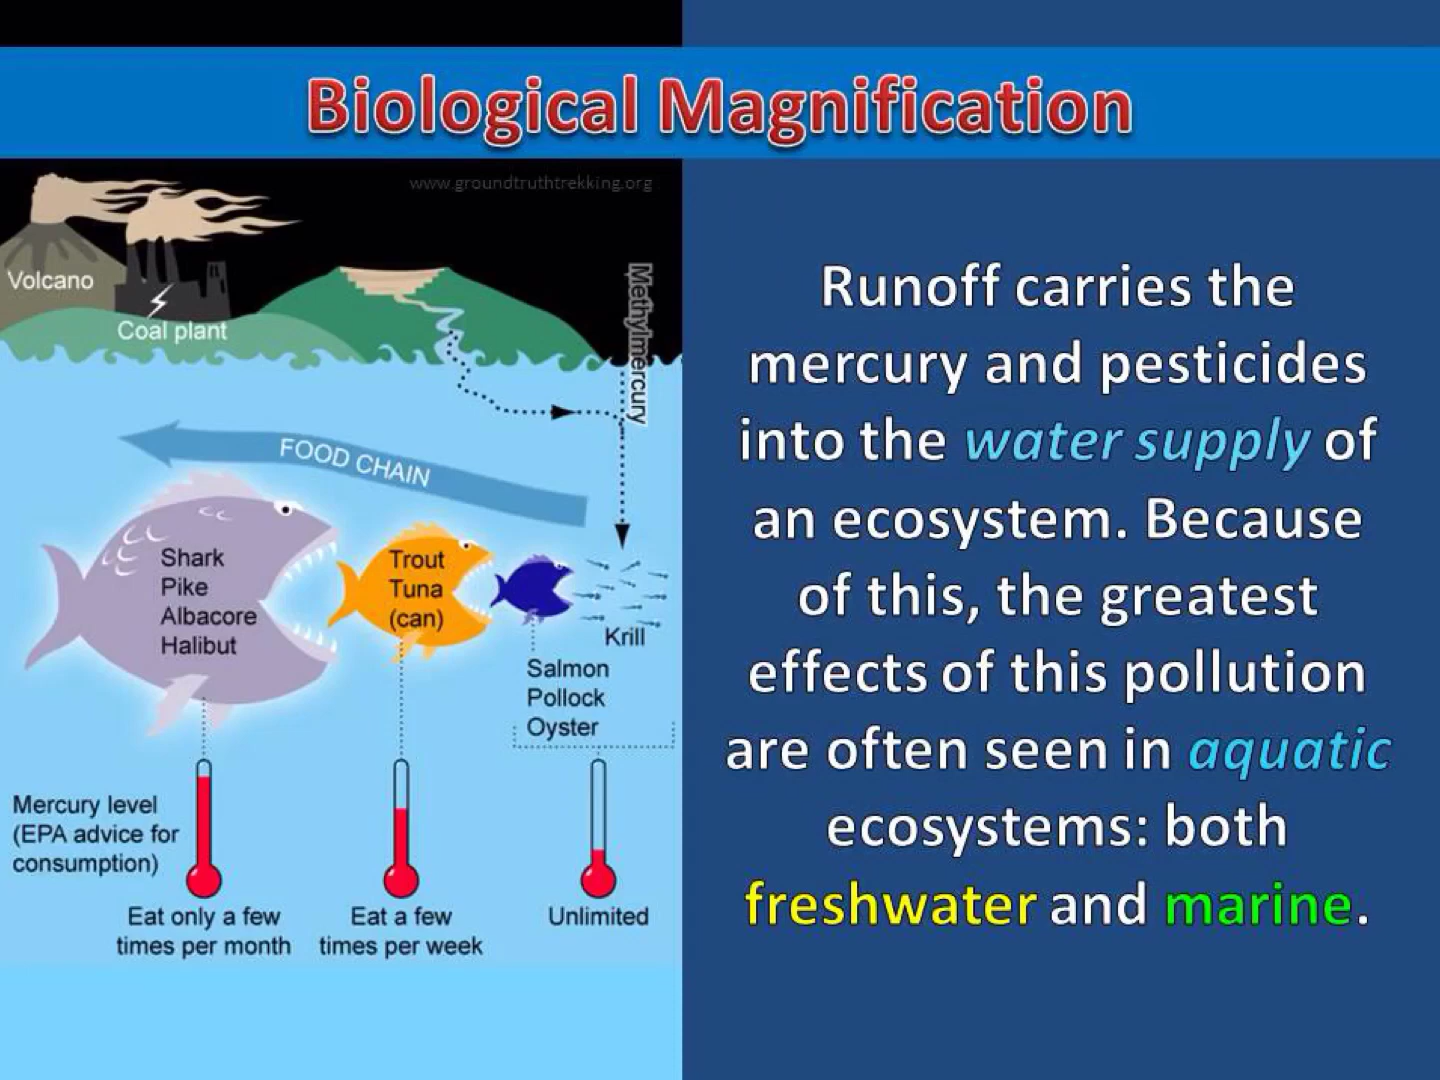 Biological Magnification
www.groundtruthtrekking.org
Volcano
Coal plant
Methylmercury
FOOD CHAIN
Shark
Pike
Albacore
Halibut
Trout
Tuna
(can)
Krill
Salmon
Pollock
Oyster
Mercury level
(EPA advice for
consumption)
Eat only a few
times per month
Eat a few
times per week
Unlimited
Runoff carries the
mercury and pesticides
into the water supply of
an ecosystem. Because
of this, the greatest
effects of this pollution
are often seen in aquatic
ecosystems: both
freshwater and marine.